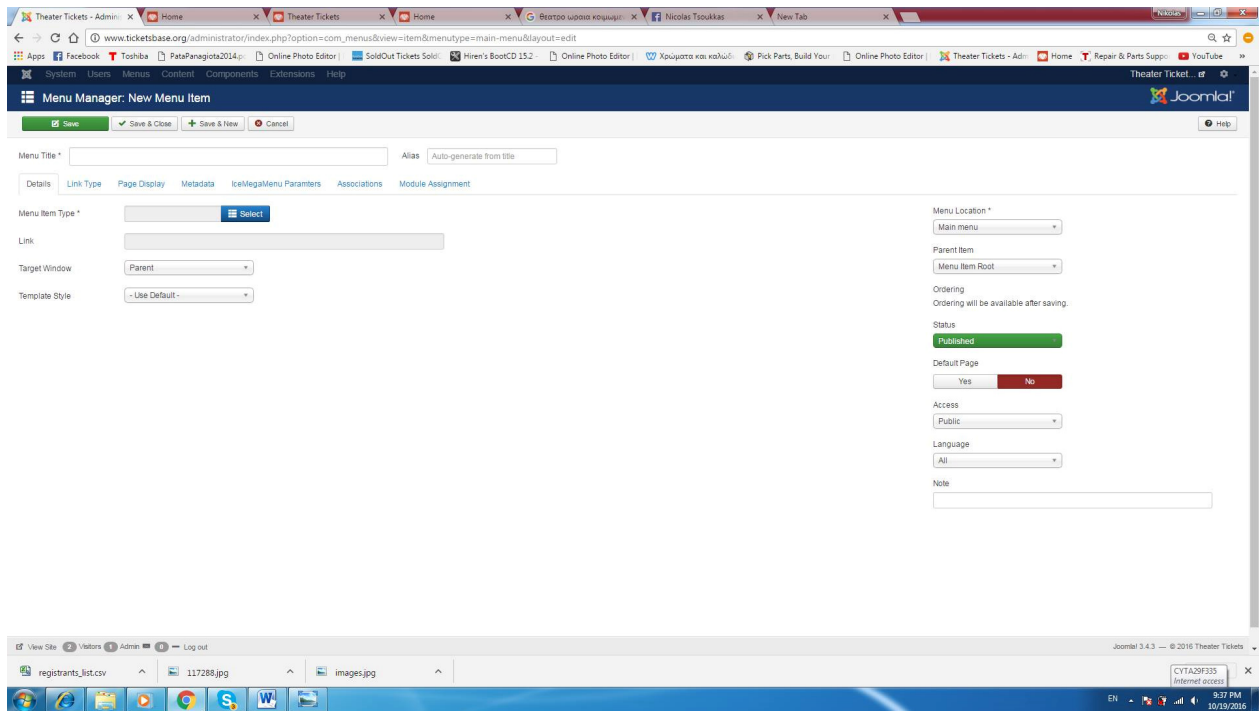 Theater Tickets - Admin
Home
Theater Tickets
Home
θεατρο ωραια κοιμωμε
Nicolas Tsoukkas
New Tab
Nikolas
www.ticketsbase.org/administrator/index.php?option=com_menus&view=item&menutype=main-menu&layout=edit
Apps Facebook Toshiba PataPanagiota2014.p Online Photo Editor | SoldOut Tickets Sold Hiren's BootCD 15.2 - Online Photo Editor | Χρώματα και καλώδ Pick Parts, Build Your Online Photo Editor | Theater Tickets - Adm Home Repair & Parts Suppo YouTube »
System Users Menus Content Components Extensions Help
Theater Ticket...
Menu Manager: New Menu Item
Joomla!
Save
Save & Close
Save & New
Cancel
Help
Menu Title *
Alias Auto-generate from title
Details Link Type Page Display Metadata IceMegaMenu Paramters Associations Module Assignment
Menu Item Type *
Select
Link
Target Window Parent
Template Style - Use Default -
Menu Location *
Main menu
Parent Item
Menu Item Root
Ordering
Ordering will be available after saving.
Status
Published
Default Page
Yes No
Access
Public
Language
All
Note
View Site 2 Visitors 1 Admin 0 Log out
Joomla! 3.4.3 — © 2016 Theater Tickets
registrants_list.csv
117288.jpg
images.jpg
CYTA29F335
Internet access
EN
9:37 PM
10/19/2016